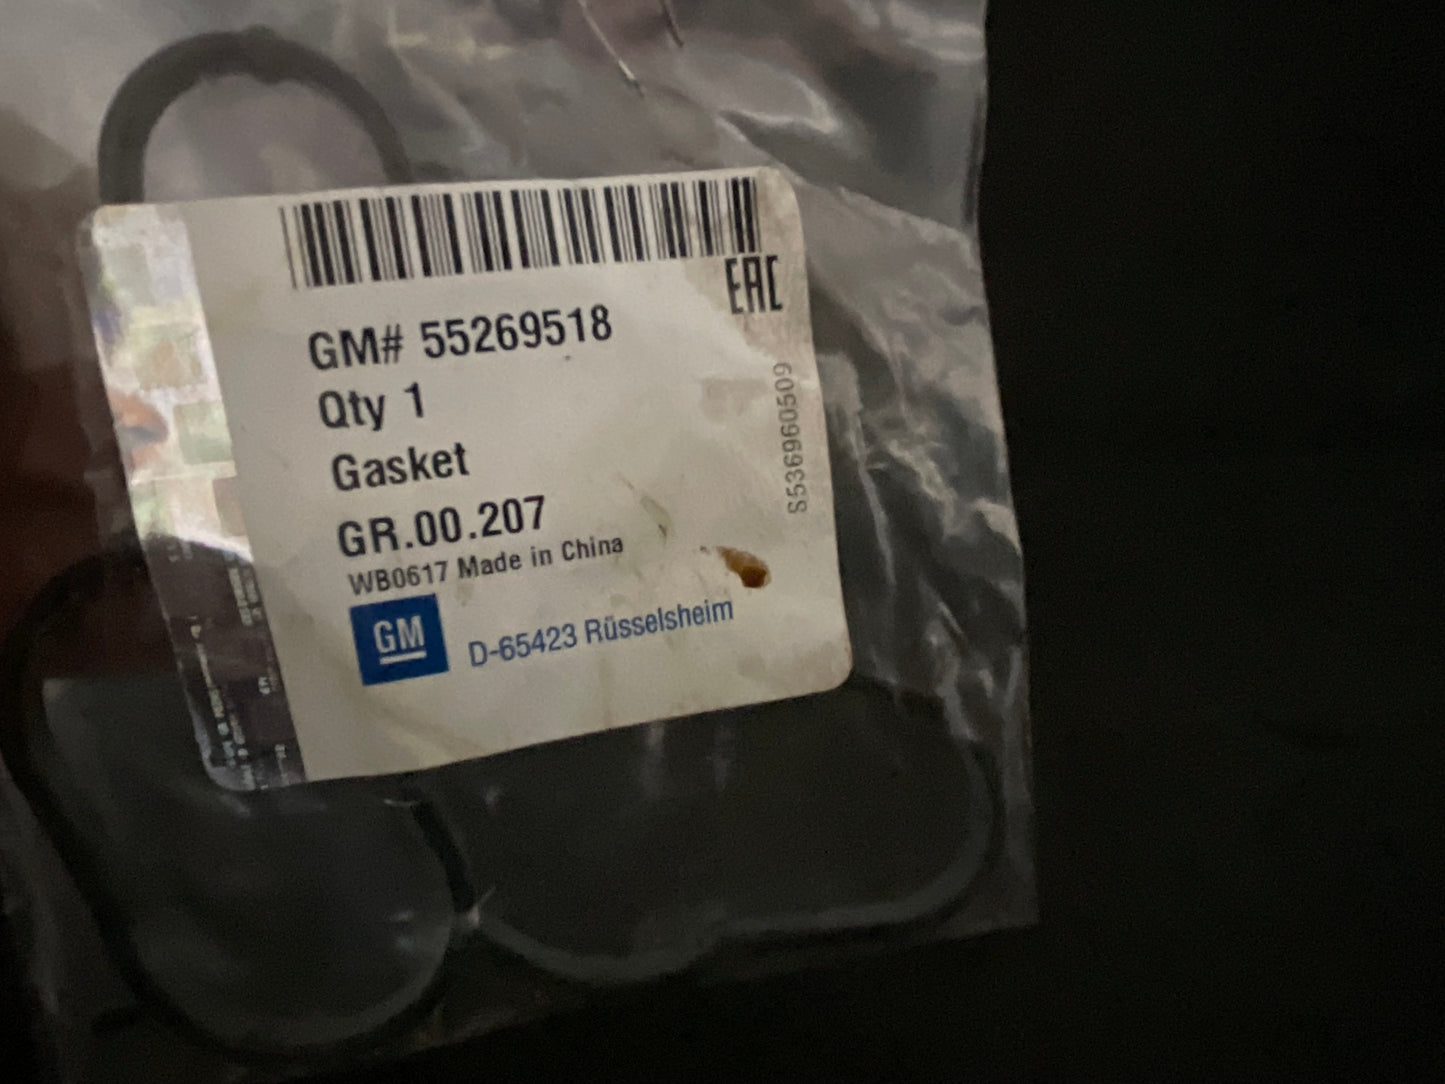 EAC
GM# 55269518
Qty 1
Gasket
GR.00.207
WB0617 Made in China
GM
D-65423 Rüsselsheim
S536960509